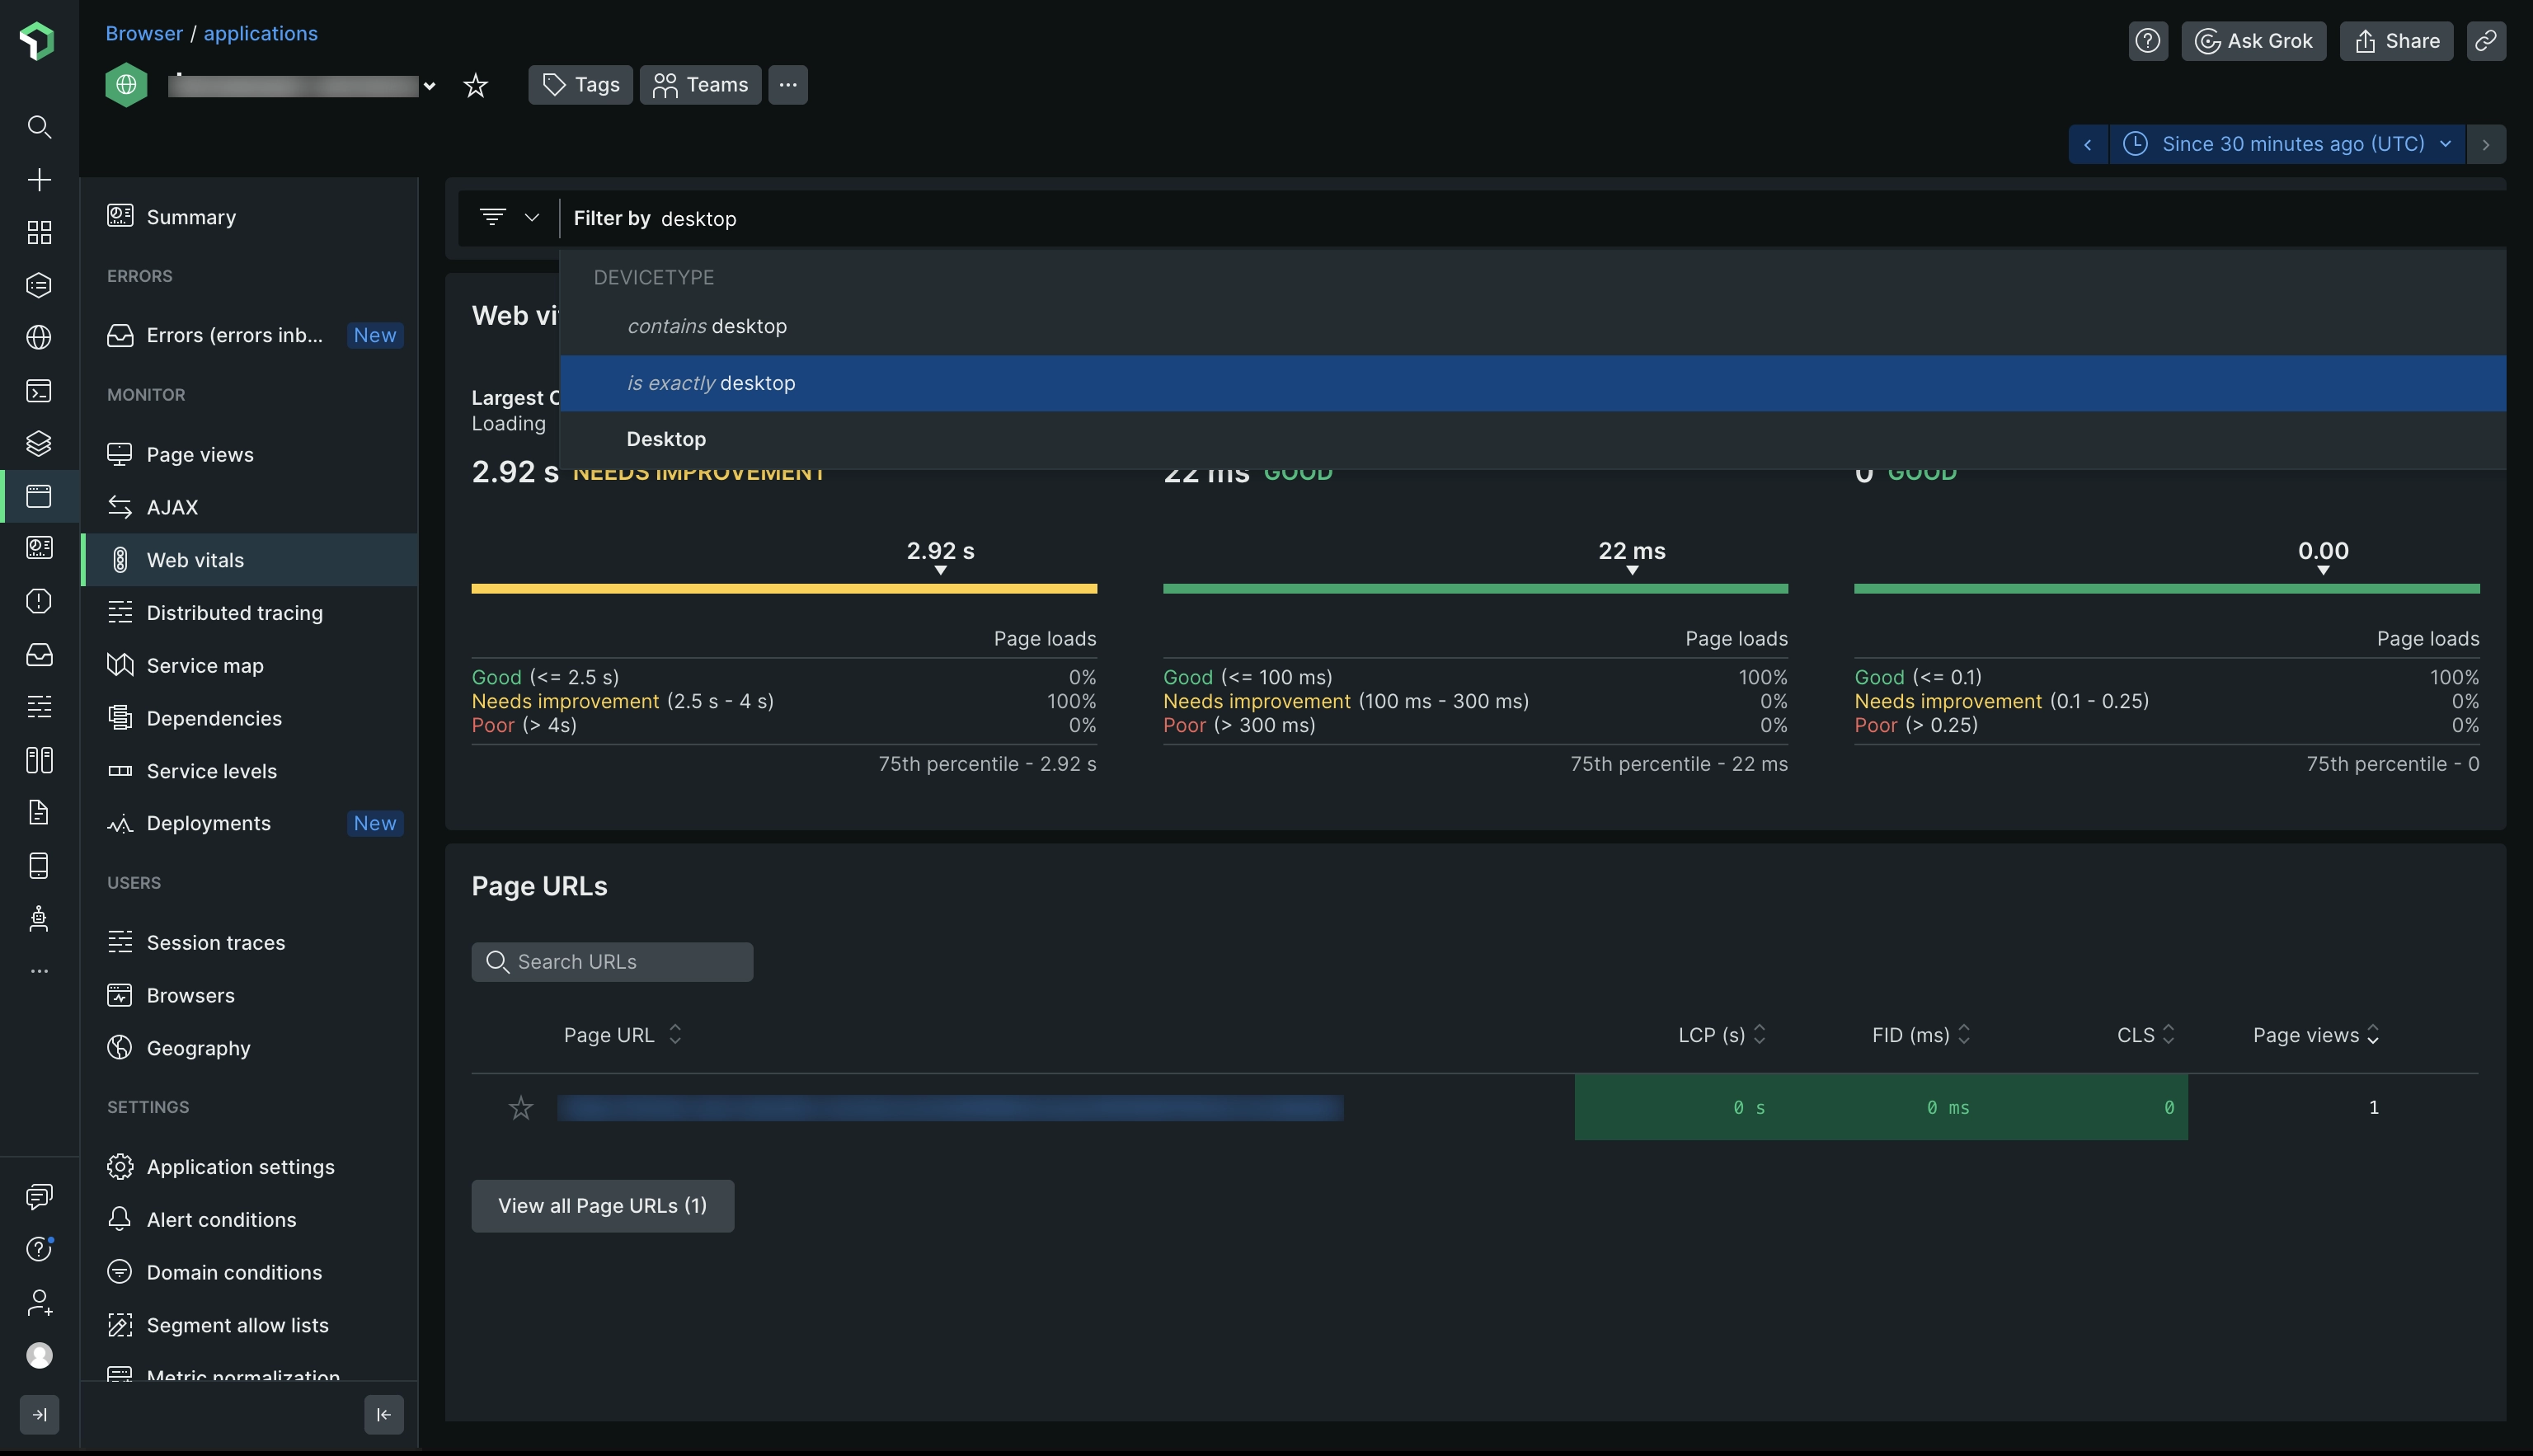 Browser / applications
Ask Grok
Share
Tags
Teams
Since 30 minutes ago (UTC)
Summary
ERRORS
Errors (errors inb...
New
MONITOR
Page views
AJAX
Web vitals
Distributed tracing
Service map
Dependencies
Service levels
Deployments
New
USERS
Session traces
Browsers
Geography
SETTINGS
Application settings
Alert conditions
Domain conditions
Segment allow lists
Metric normalization
Filter by desktop
DEVICETYPE
contains desktop
is exactly desktop
Desktop
Web vi
Largest C
Loading
2.92 s NEEDS IMPROVEMENT
22 ms GOOD
0 GOOD
2.92 s
22 ms
0.00
Page loads
Good (<= 2.5 s) 0%
Needs improvement (2.5 s - 4 s) 100%
Poor (> 4s) 0%
75th percentile - 2.92 s
Page loads
Good (<= 100 ms) 100%
Needs improvement (100 ms - 300 ms) 0%
Poor (> 300 ms) 0%
75th percentile - 22 ms
Page loads
Good (<= 0.1) 100%
Needs improvement (0.1 - 0.25) 0%
Poor (> 0.25) 0%
75th percentile - 0
Page URLs
Search URLs
Page URL LCP (s) FID (ms) CLS Page views
0 s 0 ms 0 1
View all Page URLs (1)